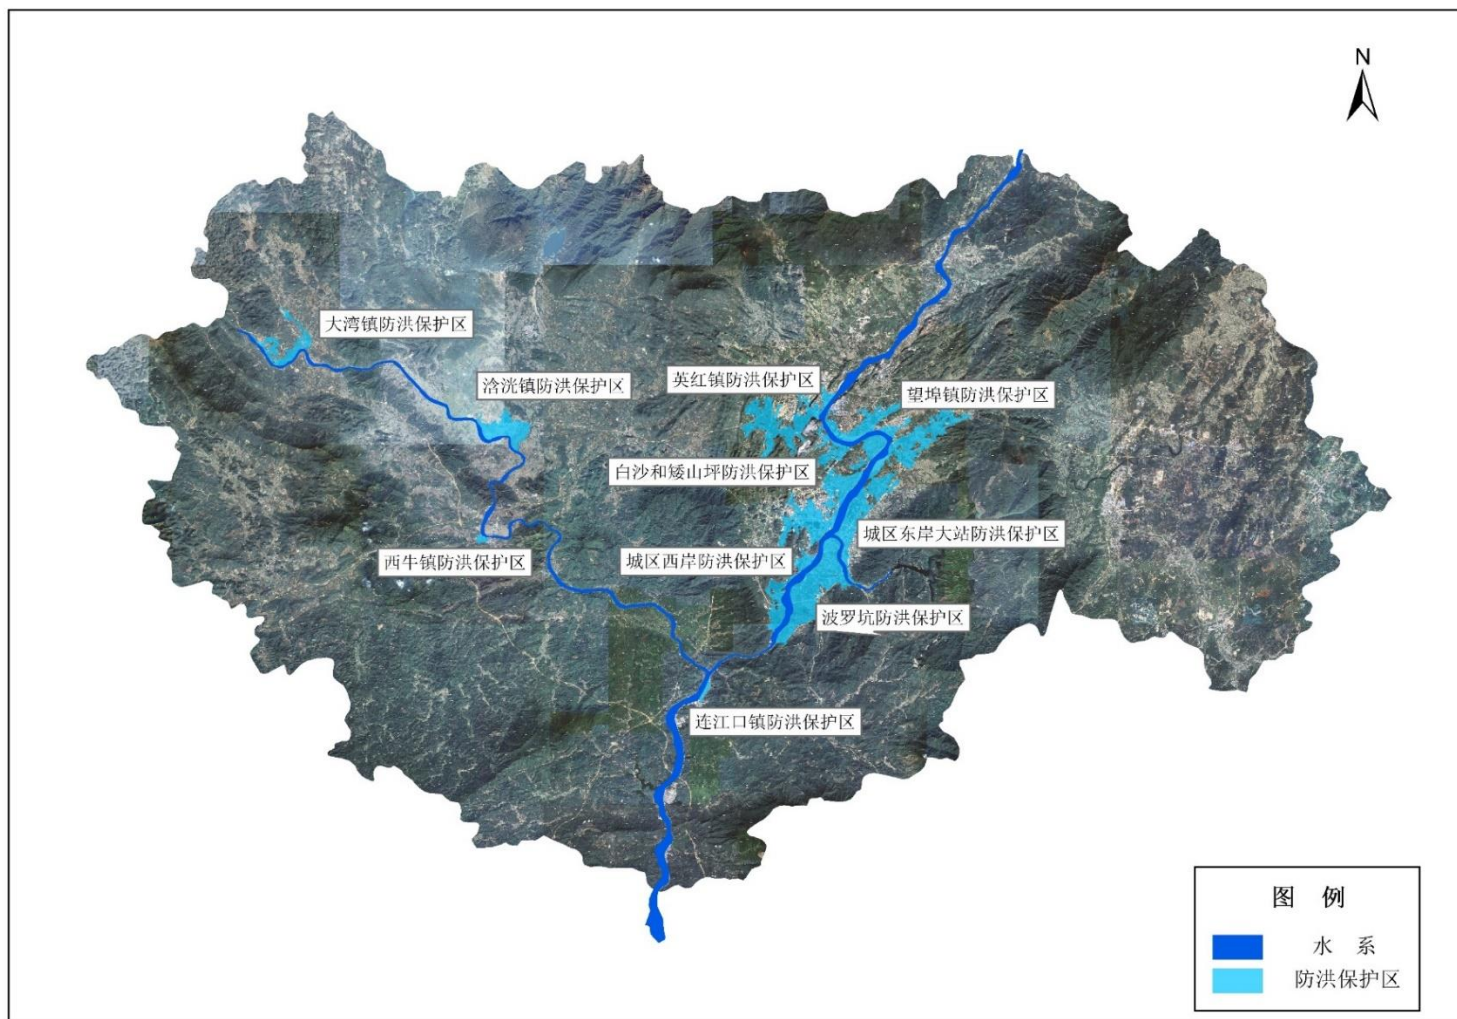 N
大湾镇防洪保护区
浛洸镇防洪保护区
英红镇防洪保护区
望埠镇防洪保护区
白沙和矮山坪防洪保护区
城区东岸大站防洪保护区
西牛镇防洪保护区
城区西岸防洪保护区
波罗坑防洪保护区
连江口镇防洪保护区
图 例
水 系
防洪保护区